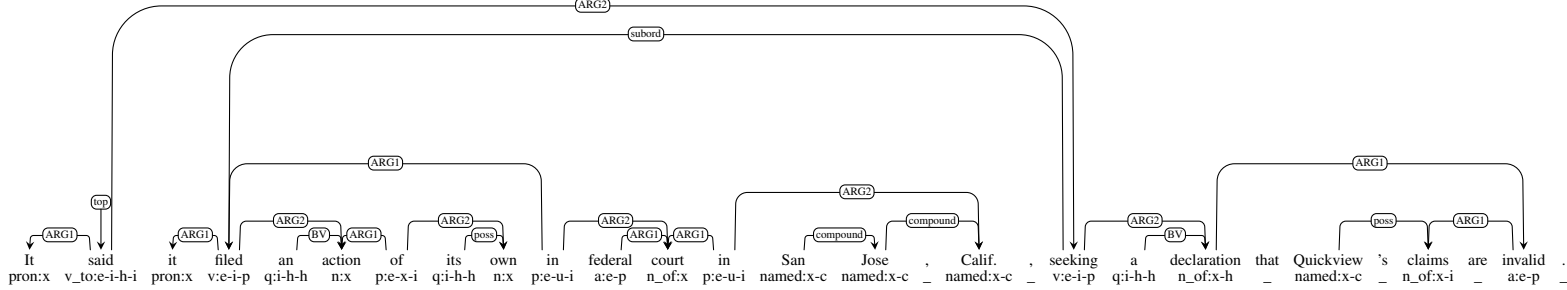 ARG2
subord
ARG1 ARG1
ARG2
top
ARG1 ARG1 ARG2 BV ARG1 ARG2 poss ARG2 ARG1 ARG1 compound compound ARG2 BV poss ARG1
It said it filed an action of its own in federal court in San Jose , Calif. , seeking a declaration that Quickview 's claims are invalid .
pron:x v_to:e-i-h-i pron:x v:e-i-p q:i-h-h n:x p:e-x-i q:i-h-h n:x p:e-u-i a:e-p n_of:x p:e-u-i named:x-c named:x-c _ named:x-c _ v:e-i-p q:i-h-h n_of:x-h _ named:x-c _ n_of:x-i _ a:e-p _